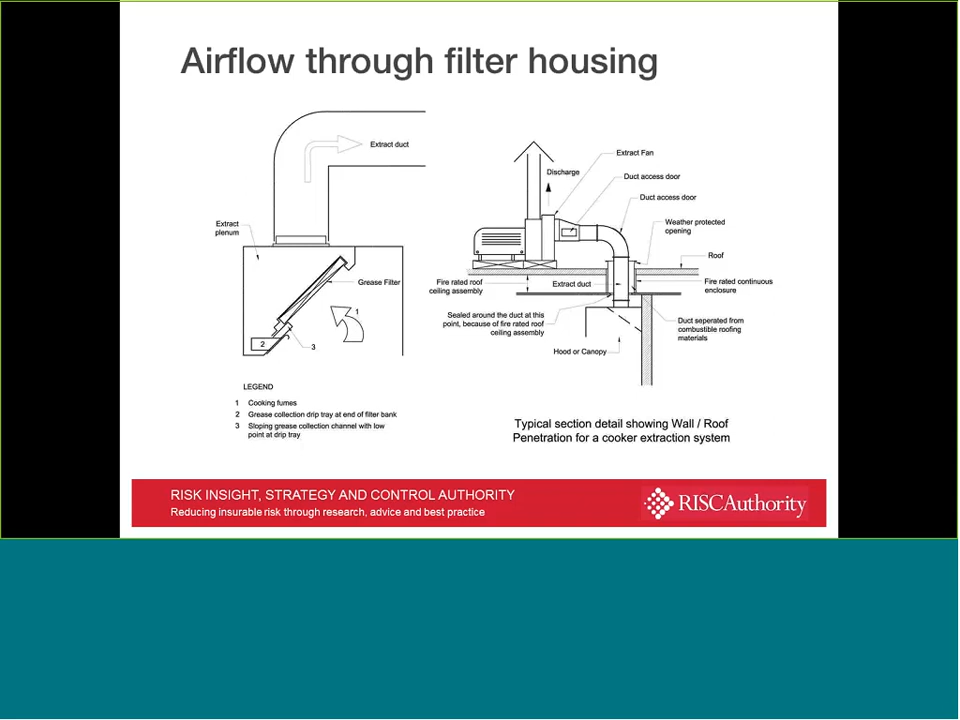 Airflow through filter housing
Extract duct
Extract
plenum
Grease Filter
1
2
3
LEGEND
1 Cooking fumes
2 Grease collection drip tray at end of filter bank
3 Sloping grease collection channel with low
point at drip tray
Extract Fan
Discharge
Duct access door
Duct access door
Weather protected
opening
Roof
Fire rated roof
ceiling assembly
Extract duct
Fire rated continuous
enclosure
Sealed around the duct at this
point, because of fire rated roof
ceiling assembly
Duct seperated from
combustible roofing
materials
Hood or Canopy
Typical section detail showing Wall / Roof
Penetration for a cooker extraction system
RISK INSIGHT, STRATEGY AND CONTROL AUTHORITY
Reducing insurable risk through research, advice and best practice
RISCAuthority